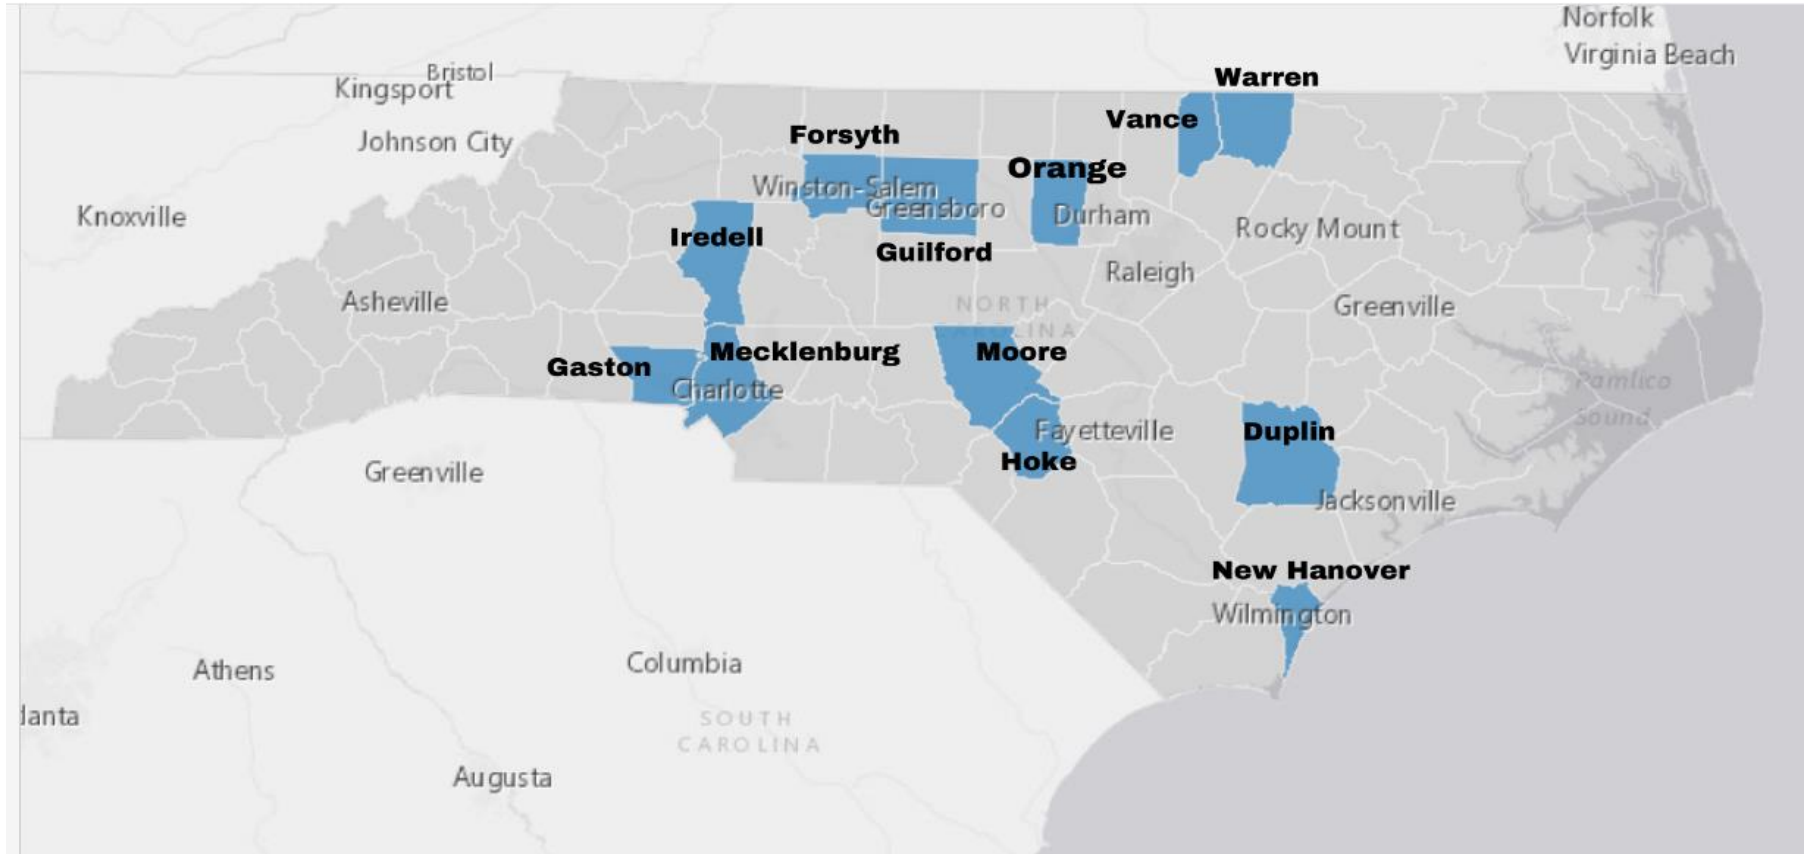 Norfolk
Virginia Beach
Bristol
Kingsport
Warren
Vance
Forsyth
Johnson City
Orange
Winston-Salem
Greensboro
Durham
Knoxville
Rocky Mount
Iredell
Guilford
Raleigh
Asheville
NORTH
CAROLINA
Greenville
Gaston
Mecklenburg
Moore
Charlotte
Pamlico
Sound
Fayetteville
Duplin
Hoke
Greenville
Jacksonville
New Hanover
Wilmington
Athens
Columbia
lanta
SOUTH
CAROLINA
Augusta